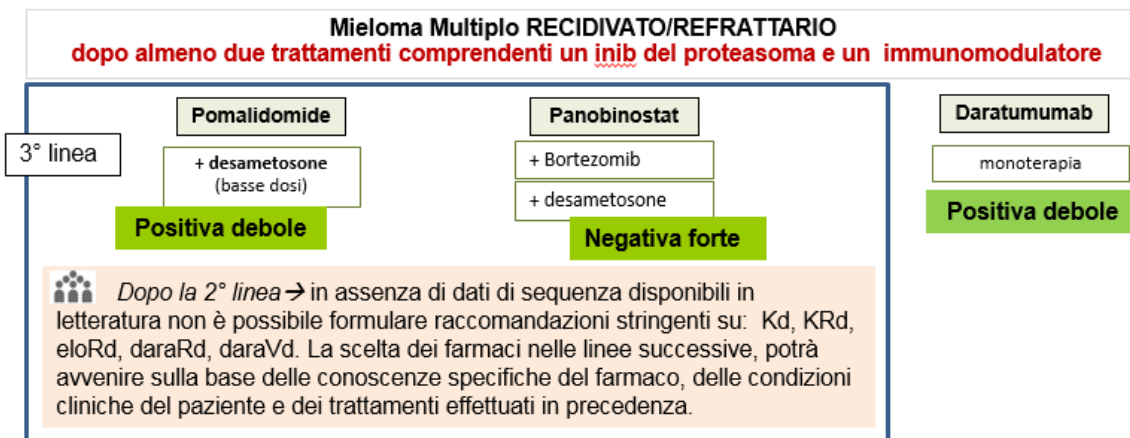 Mieloma Multiplo RECIDIVATO/REFRATTARIO
dopo almeno due trattamenti comprendenti un inib del proteasoma e un immunomodulatore
3° linea
Pomalidomide
+ desametosone
(basse dosi)
Positiva debole
Panobinostat
+ Bortezomib
+ desametosone
Negativa forte
Daratumumab
monoterapia
Positiva debole
Dopo la 2° linea→ in assenza di dati di sequenza disponibili in
letteratura non è possibile formulare raccomandazioni stringenti su: Kd, KRd,
eloRd, daraRd, daraVd. La scelta dei farmaci nelle linee successive, potrà
avvenire sulla base delle conoscenze specifiche del farmaco, delle condizioni
cliniche del paziente e dei trattamenti effettuati in precedenza.